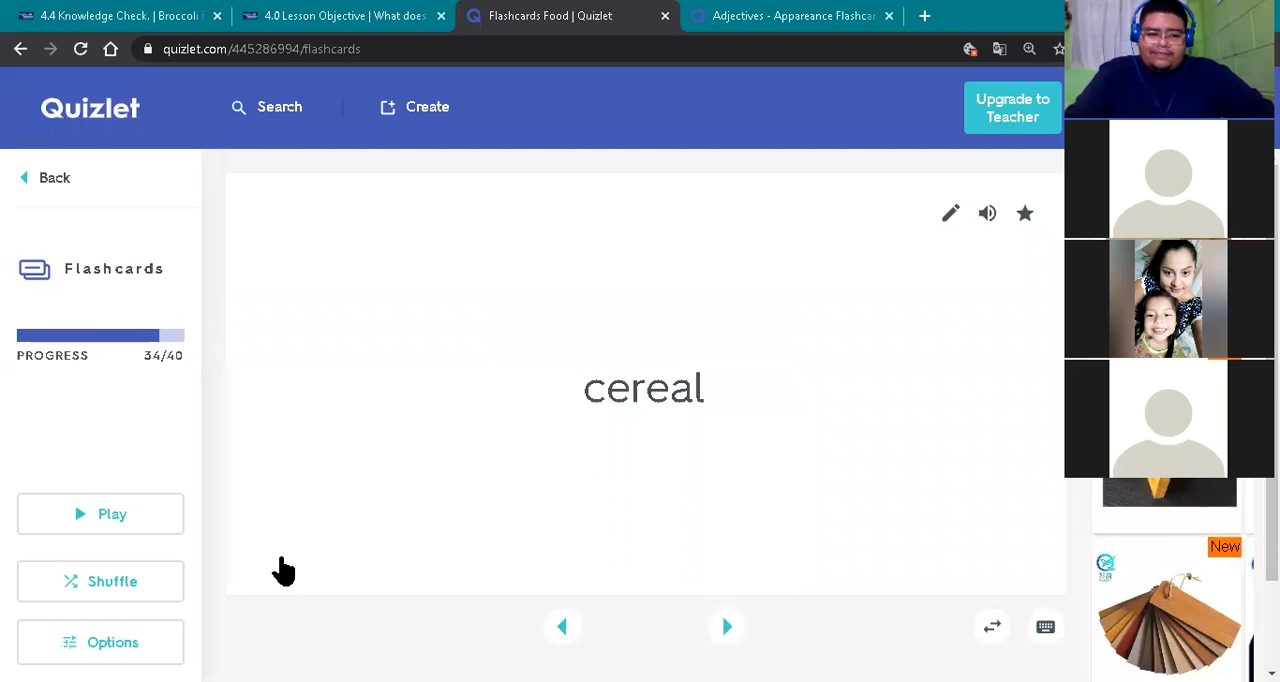 4.4 Knowledge Check. | Broccoli
4.0 Lesson Objective | What does
Flashcards Food | Quizlet
Adjectives - Appareance Flashcar
quizlet.com/445286994/flashcards
Quizlet
Search
Create
Upgrade to
Teacher
Back
Flashcards
PROGRESS 34/40
cereal
Play
Shuffle
Options
New